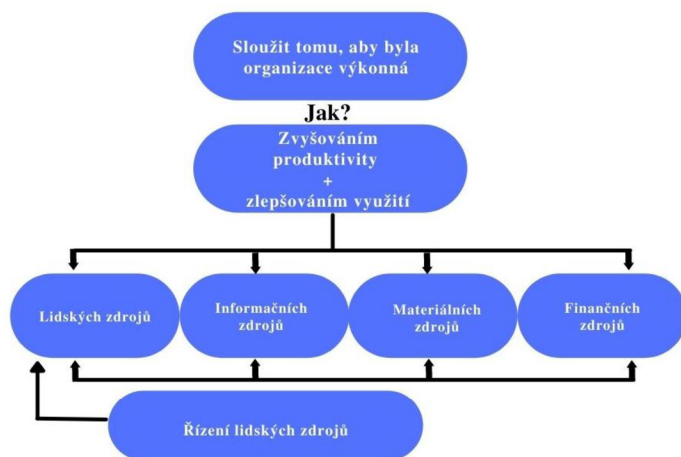 Sloužit tomu, aby byla
organizace výkonná
Jak?
Zvyšováním
produktivity
+
zlepšováním využití
Lidských zdrojů
Informačních
zdrojů
Materiálních
zdrojů
Finančních
zdrojů
Řízení lidských zdrojů